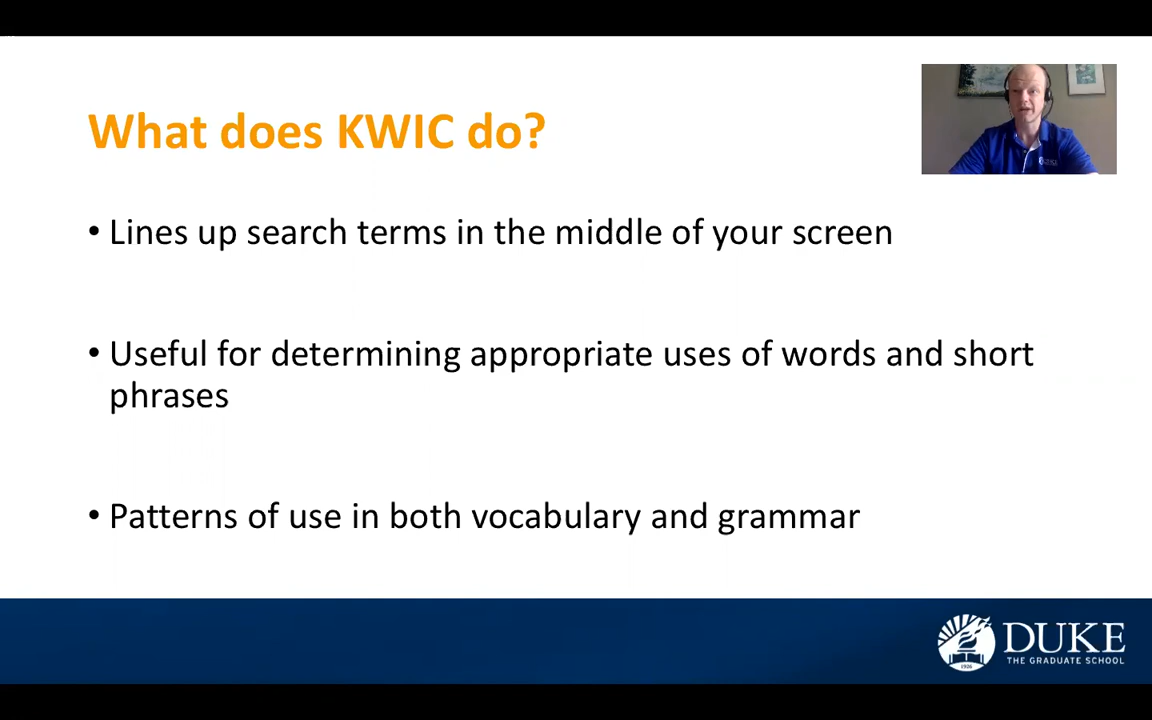 What does KWIC do?
• Lines up search terms in the middle of your screen
• Useful for determining appropriate uses of words and short
phrases
• Patterns of use in both vocabulary and grammar
DUKE
THE GRADUATE SCHOOL
1926